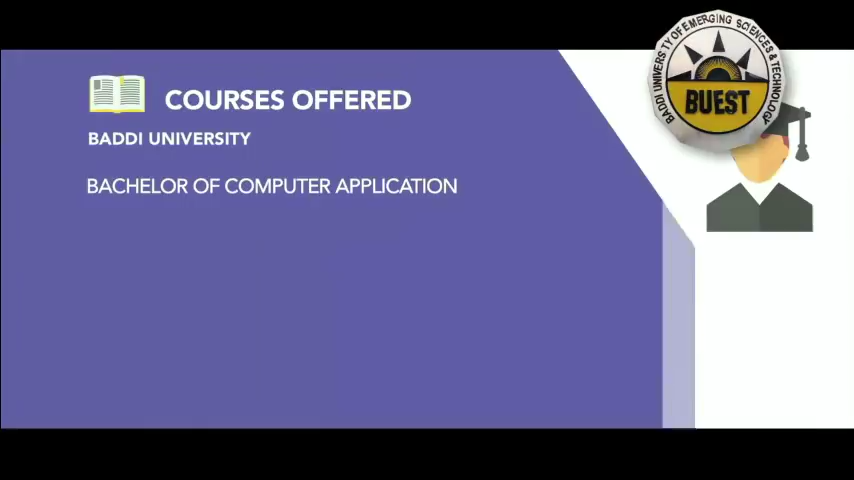 COURSES OFFERED
BADDI UNIVERSITY
BACHELOR OF COMPUTER APPLICATION
BADDI UNIVERSITY OF EMERGING SCIENCES & TECHNOLOGY
BUEST